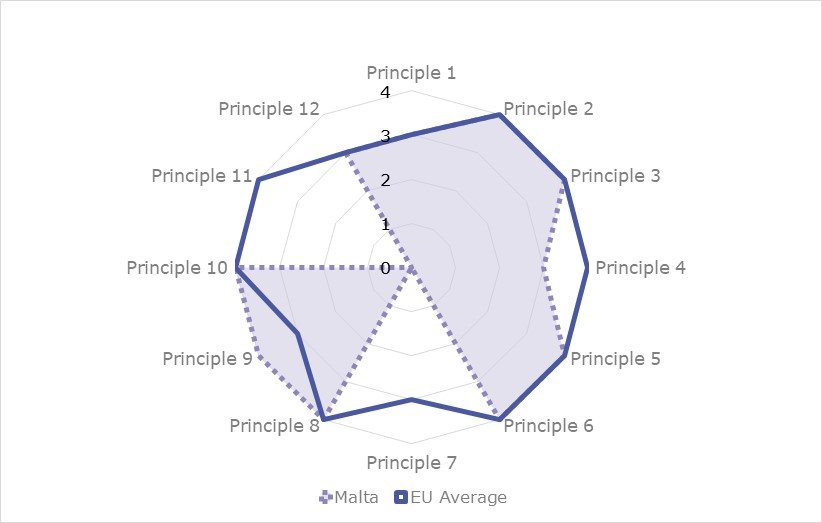 Principle 1
Principle 2
Principle 3
Principle 4
Principle 5
Principle 6
Principle 7
Principle 8
Principle 9
Principle 10
Principle 11
Principle 12
4
3
2
1
0
Malta EU Average